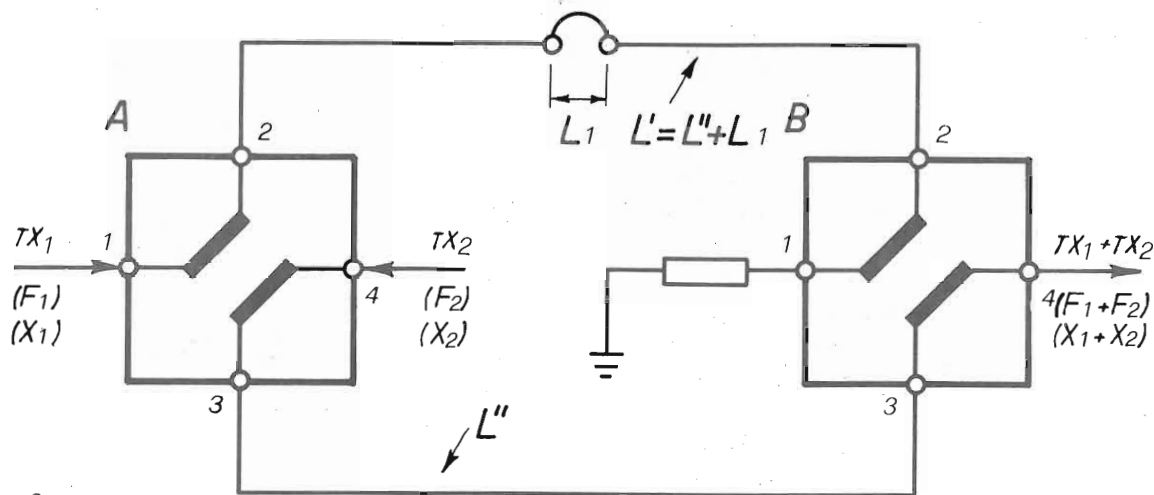 A
2
1
TX1
(F1)
(X1)
4
TX2
(F2)
(X2)
3
L1
L'=L"+L1
L"
B
2
1
TX1+TX2
4(F1+F2)
(X1+X2)
3